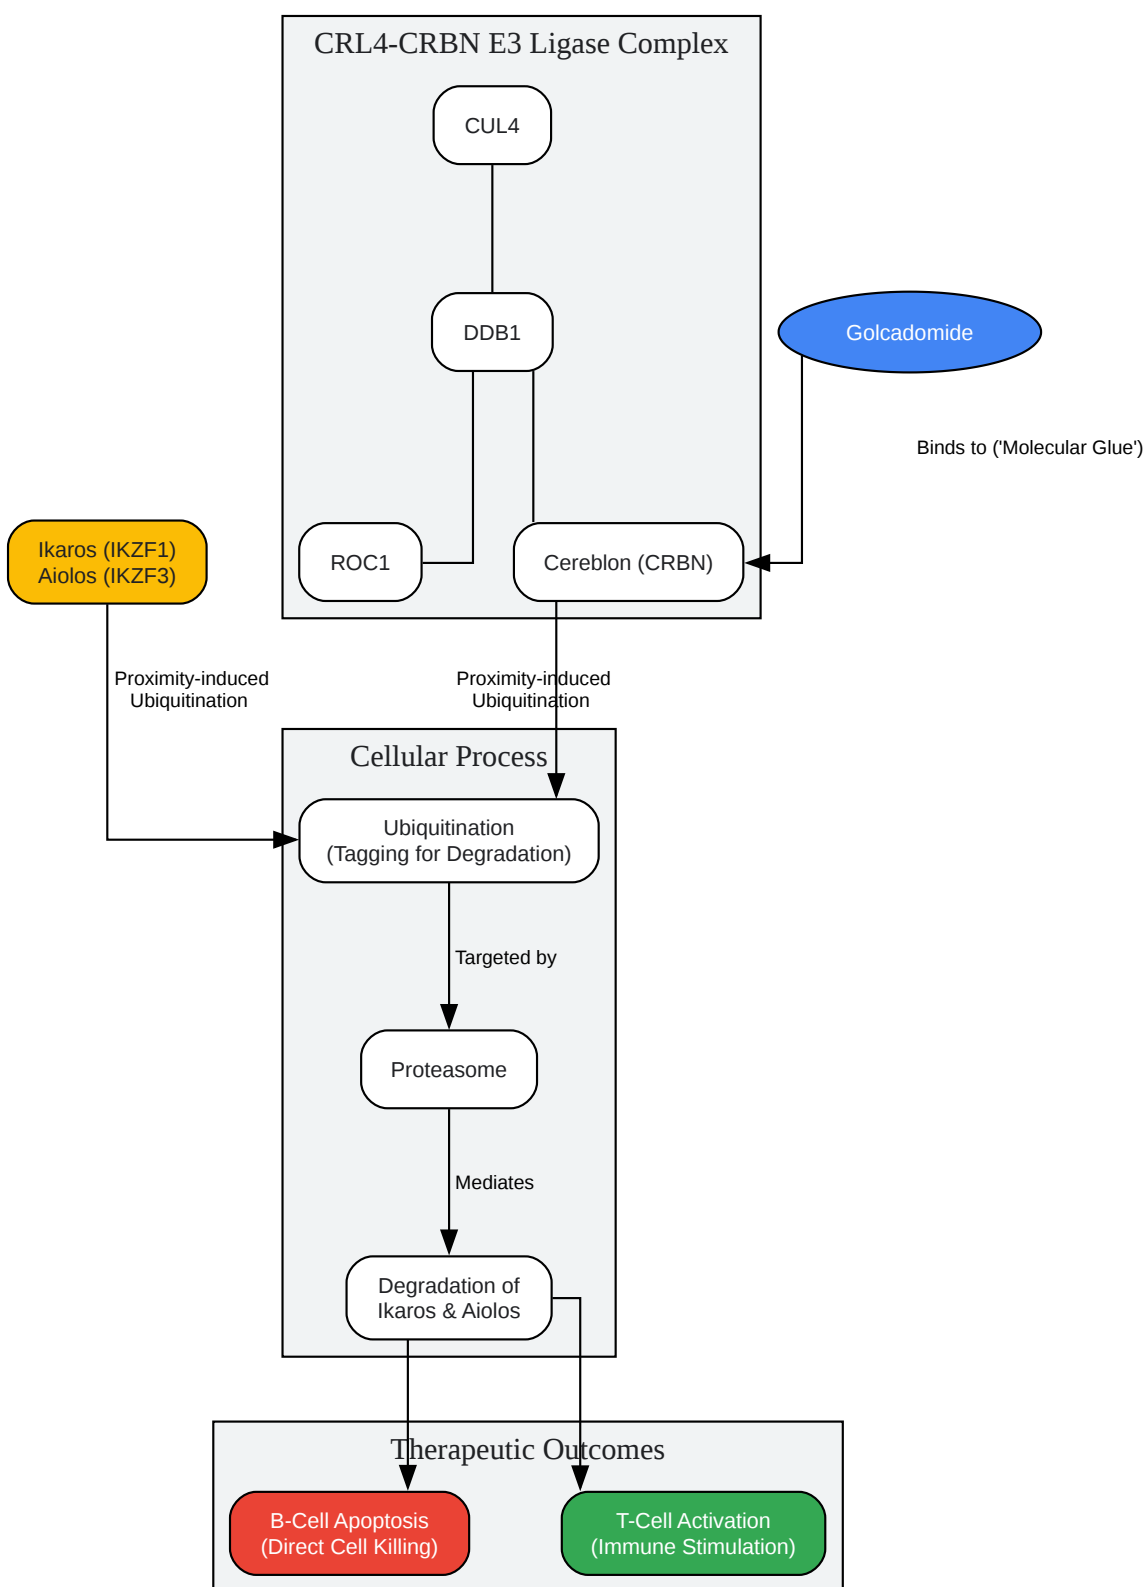 CRL4-CRBN E3 Ligase Complex
CUL4
DDB1
Golcadomide
Binds to ('Molecular Glue')
Ikaros (IKZF1)
Aiolos (IKZF3)
ROC1
Cereblon (CRBN)
Proximity-induced
Ubiquitination
Proximity-induced
Ubiquitination
Cellular Process
Ubiquitination
(Tagging for Degradation)
Targeted by
Proteasome
Mediates
Degradation of
Ikaros & Aiolos
Therapeutic Outcomes
B-Cell Apoptosis
(Direct Cell Killing)
T-Cell Activation
(Immune Stimulation)